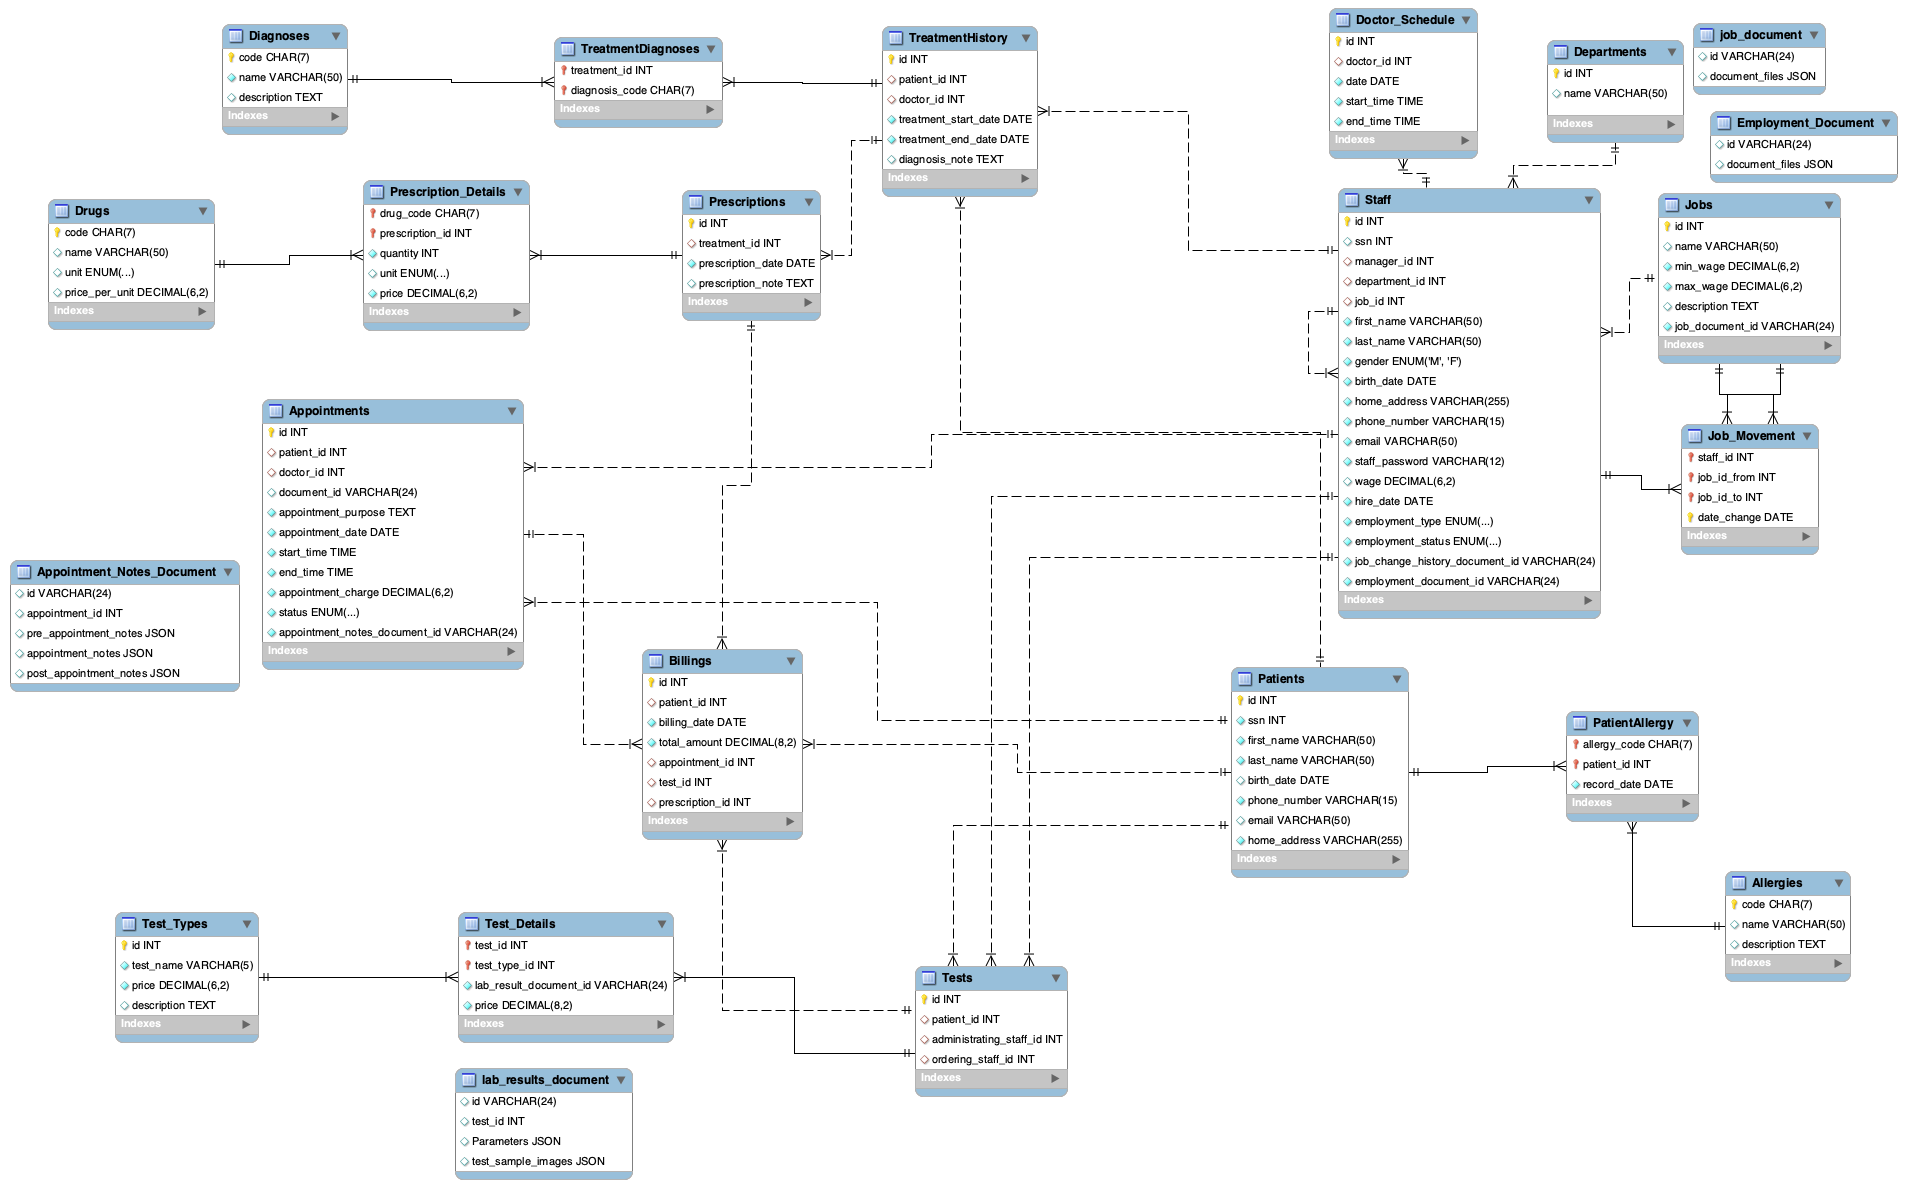 Diagnoses
code CHAR(7)
name VARCHAR(50)
description TEXT
Indexes
TreatmentDiagnoses
treatment_id INT
diagnosis_code CHAR(7)
Indexes
TreatmentHistory
id INT
patient_id INT
doctor_id INT
treatment_start_date DATE
treatment_end_date DATE
diagnosis_note TEXT
Indexes
Doctor_Schedule
id INT
doctor_id INT
date DATE
start_time TIME
end_time TIME
Indexes
Departments
id INT
name VARCHAR(50)
Indexes
job_document
id VARCHAR(24)
document_files JSON
Employment_Document
id VARCHAR(24)
document_files JSON
Drugs
code CHAR(7)
name VARCHAR(50)
unit ENUM(...)
price_per_unit DECIMAL(6,2)
Indexes
Prescription_Details
drug_code CHAR(7)
prescription_id INT
quantity INT
unit ENUM(...)
price DECIMAL(6,2)
Indexes
Prescriptions
id INT
treatment_id INT
prescription_date DATE
prescription_note TEXT
Indexes
Staff
id INT
ssn INT
manager_id INT
department_id INT
job_id INT
first_name VARCHAR(50)
last_name VARCHAR(50)
gender ENUM('M', 'F')
birth_date DATE
home_address VARCHAR(255)
phone_number VARCHAR(15)
email VARCHAR(50)
staff_password VARCHAR(12)
wage DECIMAL(6,2)
hire_date DATE
employment_type ENUM(...)
employment_status ENUM(...)
job_change_history_document_id VARCHAR(24)
employment_document_id VARCHAR(24)
Indexes
Jobs
id INT
name VARCHAR(50)
min_wage DECIMAL(6,2)
max_wage DECIMAL(6,2)
description TEXT
job_document_id VARCHAR(24)
Indexes
Job_Movement
staff_id INT
job_id_from INT
job_id_to INT
date_change DATE
Indexes
Appointments
id INT
patient_id INT
doctor_id INT
document_id VARCHAR(24)
appointment_purpose TEXT
appointment_date DATE
start_time TIME
end_time TIME
appointment_charge DECIMAL(6,2)
status ENUM(...)
appointment_notes_document_id VARCHAR(24)
Indexes
Appointment_Notes_Document
id VARCHAR(24)
appointment_id INT
pre_appointment_notes JSON
appointment_notes JSON
post_appointment_notes JSON
Billings
id INT
patient_id INT
billing_date DATE
total_amount DECIMAL(8,2)
appointment_id INT
test_id INT
prescription_id INT
Indexes
Patients
id INT
ssn INT
first_name VARCHAR(50)
last_name VARCHAR(50)
birth_date DATE
phone_number VARCHAR(15)
email VARCHAR(50)
home_address VARCHAR(255)
Indexes
PatientAllergy
allergy_code CHAR(7)
patient_id INT
record_date DATE
Indexes
Allergies
code CHAR(7)
name VARCHAR(50)
description TEXT
Indexes
Test_Types
id INT
test_name VARCHAR(5)
price DECIMAL(6,2)
description TEXT
Indexes
Test_Details
test_id INT
test_type_id INT
lab_result_document_id VARCHAR(24)
price DECIMAL(8,2)
Indexes
Tests
id INT
patient_id INT
administrating_staff_id INT
ordering_staff_id INT
Indexes
lab_results_document
id VARCHAR(24)
test_id INT
Parameters JSON
test_sample_images JSON